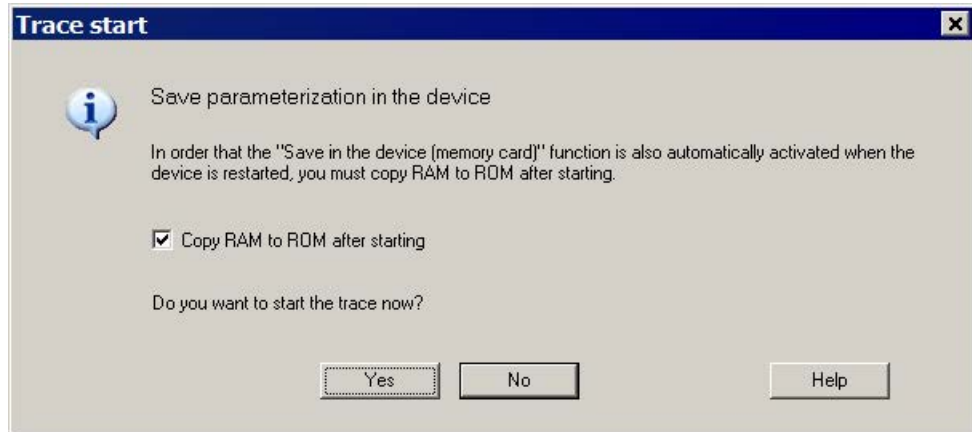 Trace start
Save parameterization in the device
In order that the "Save in the device (memory card)" function is also automatically activated when the
device is restarted, you must copy RAM to ROM after starting.
Copy RAM to ROM after starting
Do you want to start the trace now?
Yes No Help